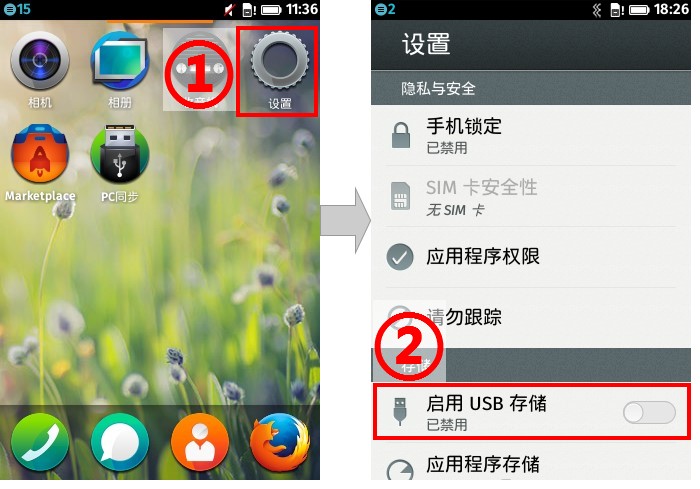 15
11:36
相机
相册
1
设置
Marketplace
PC同步
2
18:26
设置
隐私与安全
手机锁定
已禁用
SIM 卡安全性
无 SIM 卡
应用程序权限
请勿跟踪
2
存储
启用 USB 存储
已禁用
应用程序存储